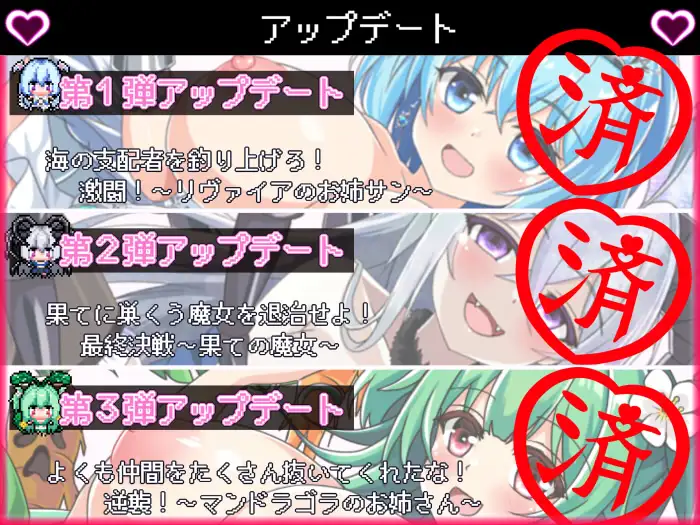 アップデート
第1弾アップデート
済
海の支配者を釣り上げろ！
激闘！～リヴァイアのお姉サン～
第2弾アップデート
済
果てに巣くう魔女を退治せよ！
最終決戦～果ての魔女～
第3弾アップデート
済
よくも仲間をたくさん抜いてくれたな！
逆襲！～マンドラゴラのお姉さん～